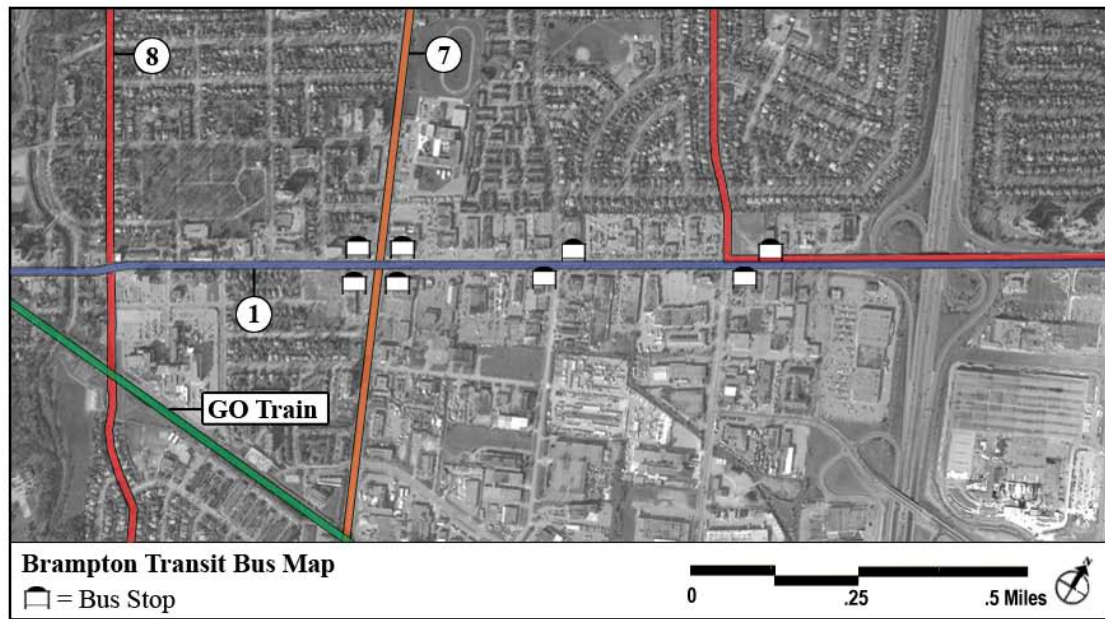 8
7
1
GO Train
Brampton Transit Bus Map
= Bus Stop
0 .25 .5 Miles
N